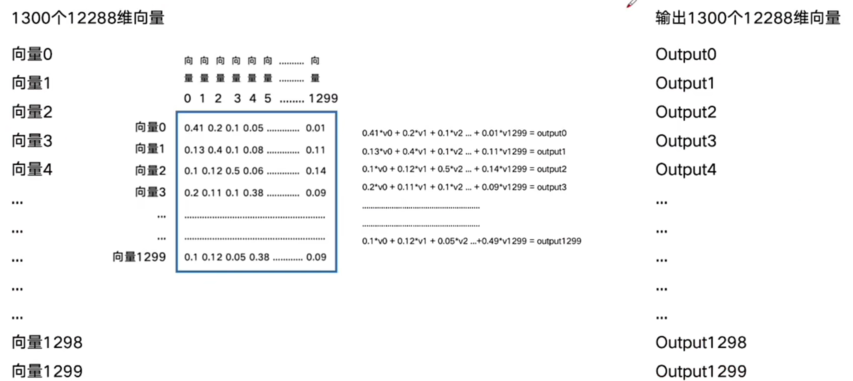 1300个12288维向量
向量0
向量1
向量2
向量3
向量4
...
...
...
...
...
向量1298
向量1299
向 向 向 向 向 向 .......... 向
量 量 量 量 量 量 .......... 量
0 1 2 3 4 5 ........ 1299
向量0 0.41 0.2 0.1 0.05 ............ 0.01
向量1 0.13 0.4 0.1 0.08 ............ 0.11
向量2 0.1 0.12 0.5 0.06 ............ 0.14
向量3 0.2 0.11 0.1 0.38 ............ 0.09
... ....................................................
... ....................................................
向量1299 0.1 0.12 0.05 0.38 ........... 0.09
0.41*v0 + 0.2*v1 + 0.1*v2 ... + 0.01*v1299 = output0
0.13*v0 + 0.4*v1 + 0.1*v2 ... + 0.11*v1299 = output1
0.1*v0 + 0.12*v1 + 0.5*v2 ... + 0.14*v1299 = output2
0.2*v0 + 0.11*v1 + 0.1*v2 ... + 0.09*v1299 = output3
....................................................
....................................................
0.1*v0 + 0.12*v1 + 0.05*v2 ...+0.49*v1299 = output1299
输出1300个12288维向量
Output0
Output1
Output2
Output3
Output4
...
...
...
...
...
Output1298
Output1299